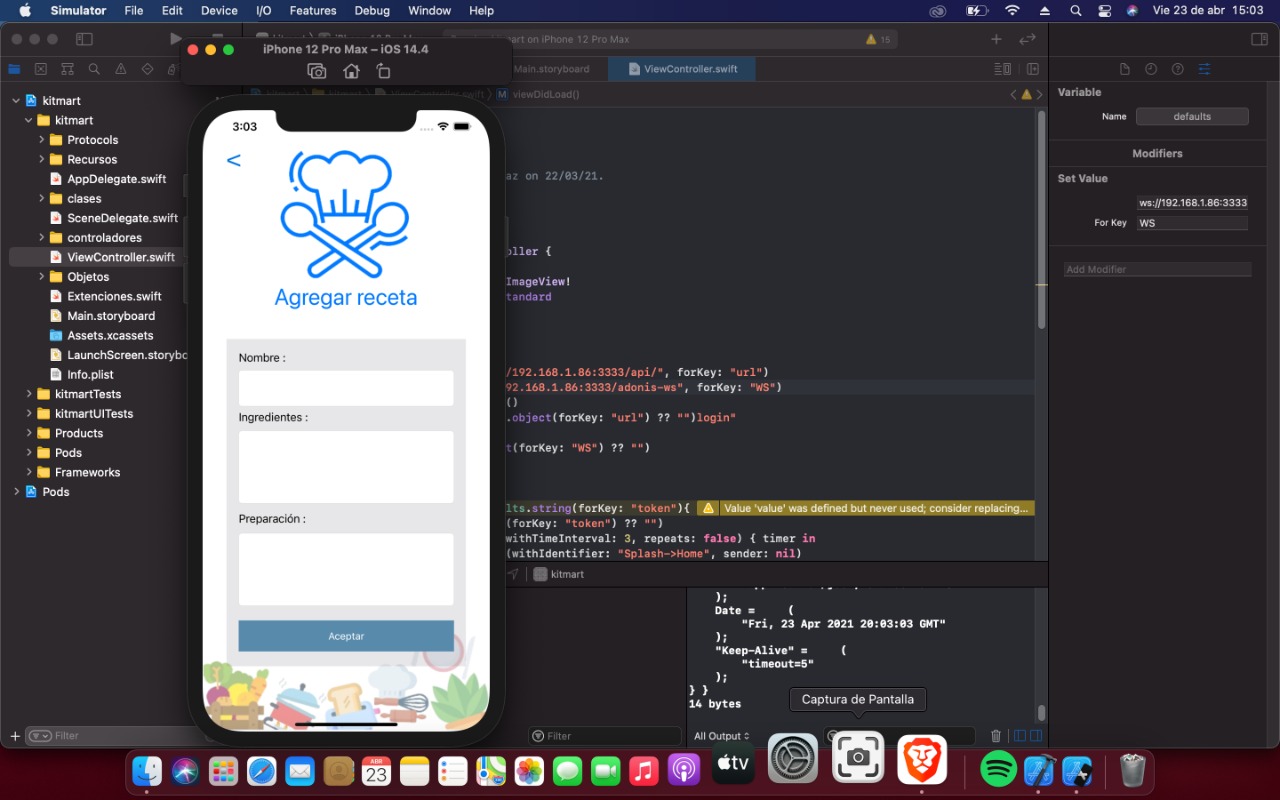 Simulator File Edit Device I/O Features Debug Window Help Vie 23 de abr 15:03
iPhone 12 Pro Max – iOS 14.4
on iPhone 12 Pro Max
15
Main.storyboard
ViewController.swift
M viewDidLoad()
kitmart
kitmart
Protocols
Recursos
AppDelegate.swift
clases
SceneDelegate.swift
controladores
ViewController.swift
Objetos
Extenciones.swift
Main.storyboard
Assets.xcassets
LaunchScreen.storybo
Info.plist
kitmartTests
kitmartUITests
Products
Pods
Frameworks
Pods
Filter
3:03
<
Agregar receta
Nombre :
Ingredientes :
Preparación :
Aceptar
az on 22/03/21.
oller {
ImageView!
tandard
/192.168.1.86:3333/api/", forKey: "url")
92.168.1.86:3333/adonis-ws", forKey: "WS")
()
.object(forKey: "url") ?? "")login"
t(forKey: "WS") ?? "")
lts.string(forKey: "token"){ Value 'value' was defined but never used; consider replacing...
(forKey: "token") ?? "")
withTimeInterval: 3, repeats: false) { timer in
(withIdentifier: "Splash->Home", sender: nil)
kitmart
);
Date = (
"Fri, 23 Apr 2021 20:03:03 GMT"
);
"Keep-Alive" = (
"timeout=5"
);
} }
14 bytes
Filter
All Output
Captura de Pantalla
Variable
Name defaults
Modifiers
Set Value
ws://192.168.1.86:3333
For Key WS
Add Modifier
ABR
23
tv